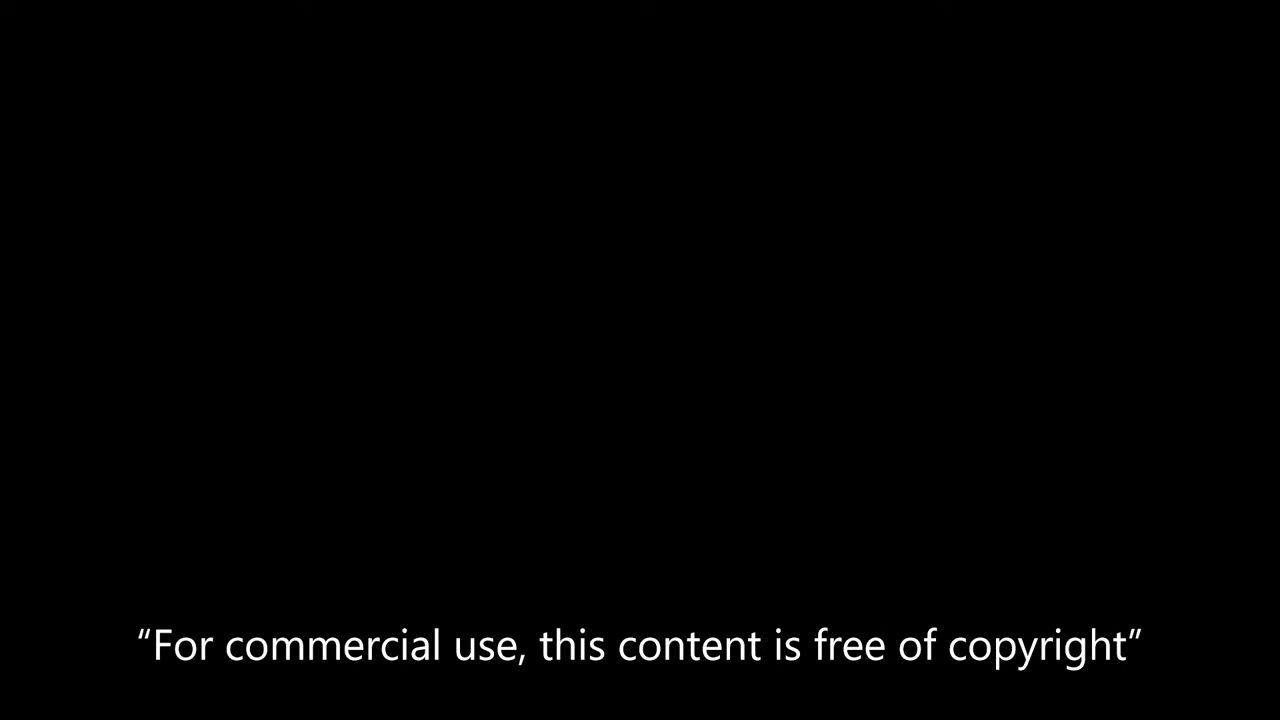 “For commercial use, this content is free of copyright”